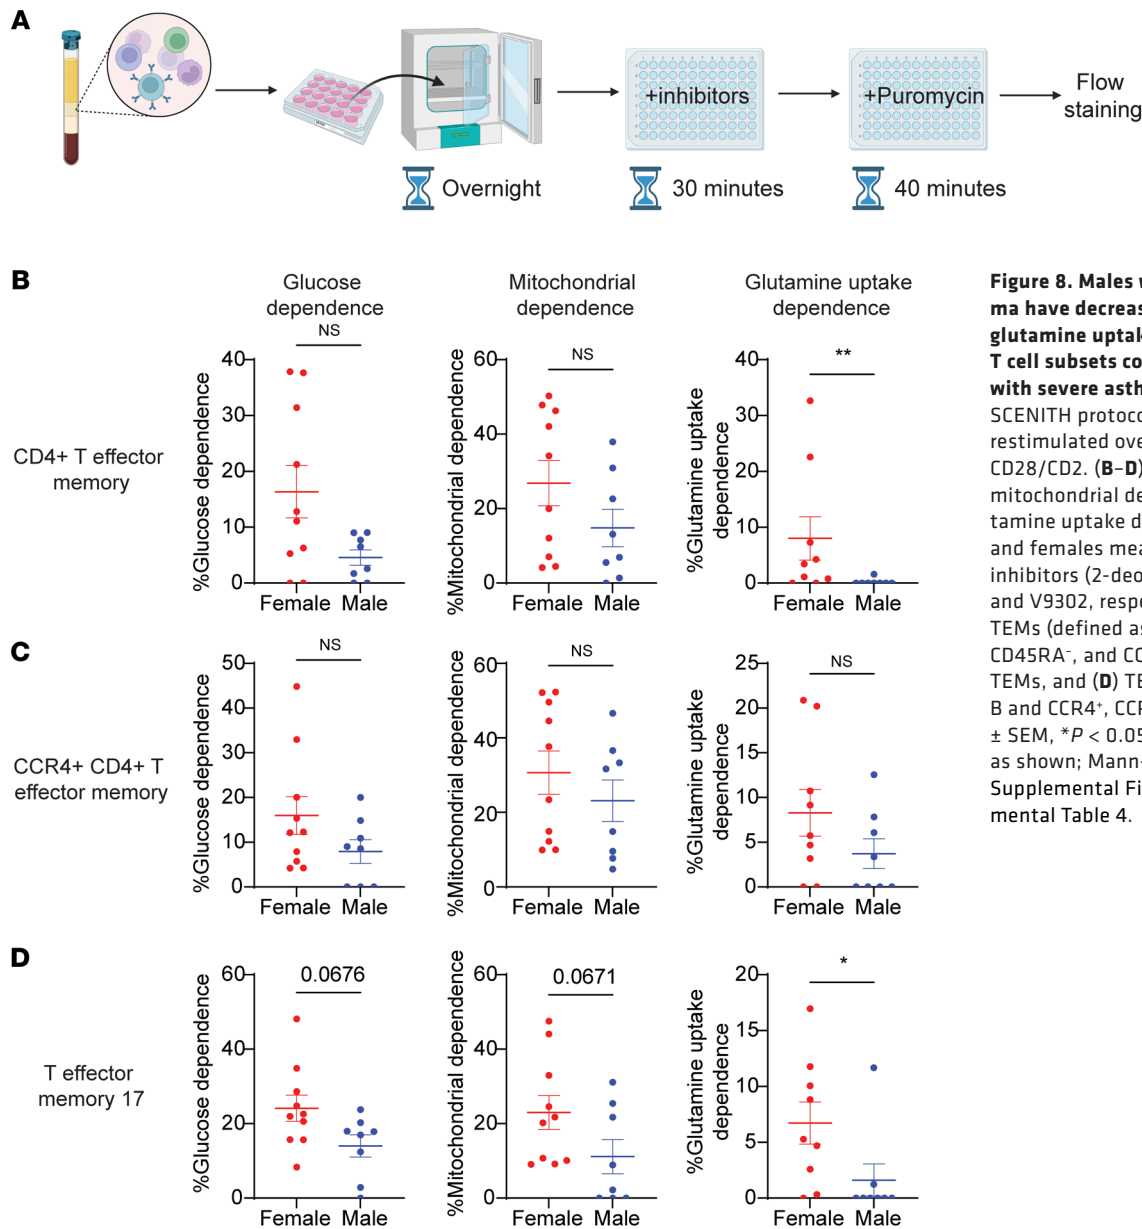 A
+inhibitors
+Puromycin
Flow
staining
Overnight
30 minutes
40 minutes
B
Glucose
dependence
Mitochondrial
dependence
Glutamine uptake
dependence
CD4+ T effector
memory
%Glucose dependence
40
30
20
10
0
NS
Female
Male
%Mitochondrial dependence
60
40
20
0
NS
Female
Male
%Glutamine uptake
dependence
40
30
20
10
0
**
Female
Male
C
CCR4+ CD4+ T
effector memory
%Glucose dependence
50
40
30
20
10
0
NS
Female
Male
%Mitochondrial dependence
60
40
20
0
NS
Female
Male
%Glutamine uptake
dependence
25
20
15
10
5
0
NS
Female
Male
D
T effector
memory 17
%Glucose dependence
60
40
20
0
0.0676
Female
Male
%Mitochondrial dependence
60
40
20
0
0.0671
Female
Male
%Glutamine uptake
dependence
20
15
10
5
0
*
Female
Male
Figure 8. Males
ma have decreas
glutamine uptak
T cell subsets co
with severe asth
SCENITH protoco
restimulated ove
CD28/CD2. (B–D)
mitochondrial de
tamine uptake d
and females mea
inhibitors (2-deo
and V9302, respe
TEMs (defined as
CD45RA⁻, and CC
TEMs, and (D) TE
B and CCR4⁺, CCR
± SEM, *P < 0.05
as shown; Mann-
Supplemental Fi
mental Table 4.